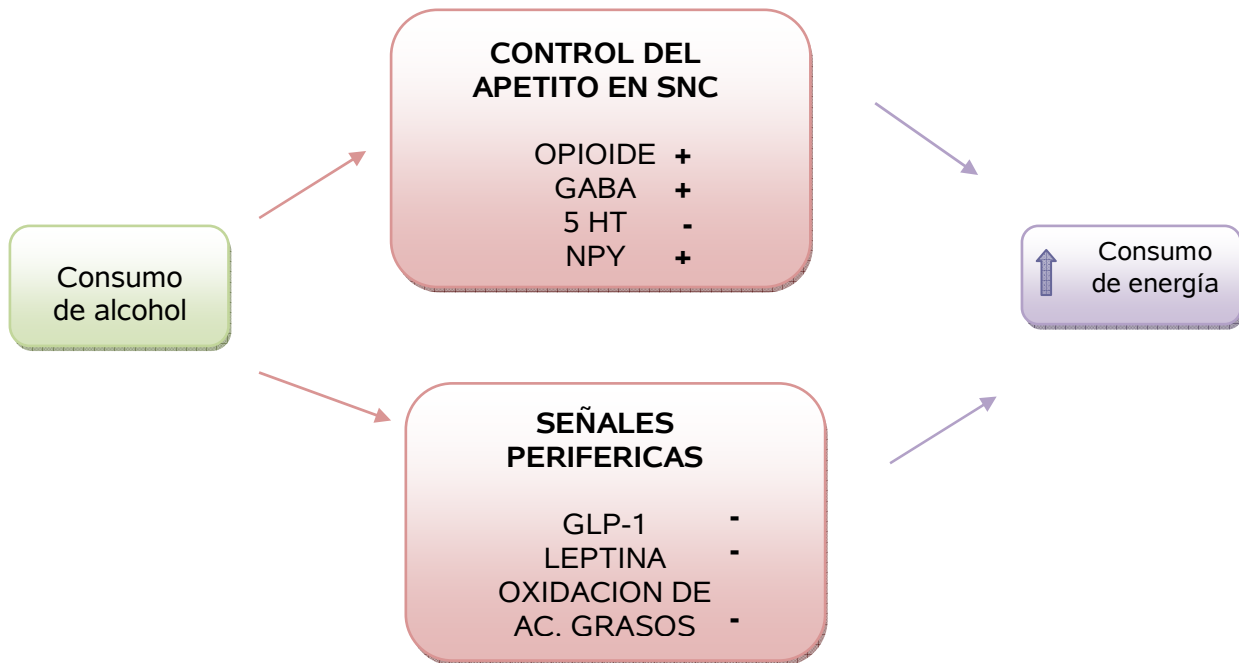 CONTROL DEL
APETITO EN SNC
OPIOIDE +
GABA +
5 HT -
NPY +
Consumo
de alcohol
Consumo
de energía
SEÑALES
PERIFERICAS
GLP-1 -
LEPTINA -
OXIDACION DE
AC. GRASOS -